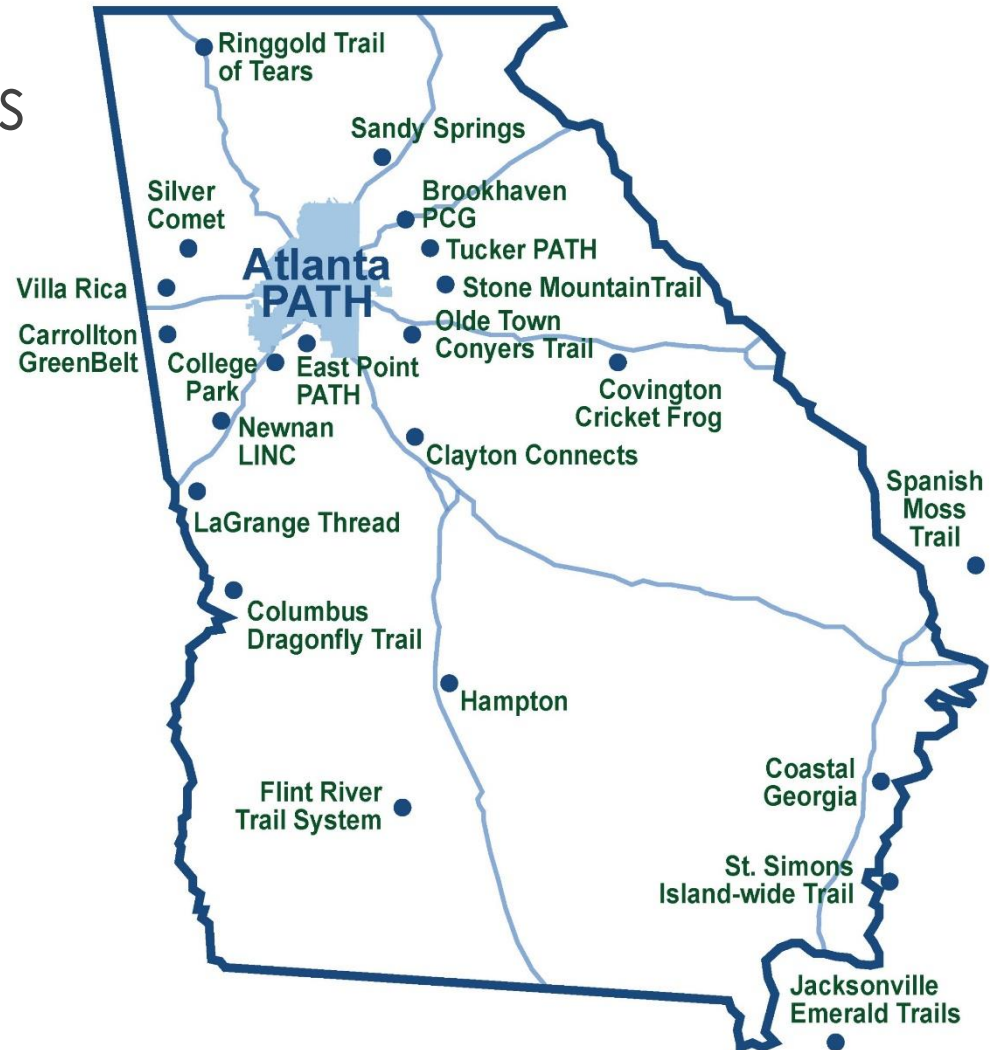 S
Ringgold Trail
of Tears
Sandy Springs
Silver
Comet
Brookhaven
PCG
Tucker PATH
Atlanta
PATH
Villa Rica
Stone MountainTrail
Carrollton
GreenBelt
Olde Town
Conyers Trail
College
Park
East Point
PATH
Covington
Cricket Frog
Newnan
LINC
Clayton Connects
Spanish
Moss
Trail
LaGrange Thread
Columbus
Dragonfly Trail
Hampton
Coastal
Georgia
Flint River
Trail System
St. Simons
Island-wide Trail
Jacksonville
Emerald Trails